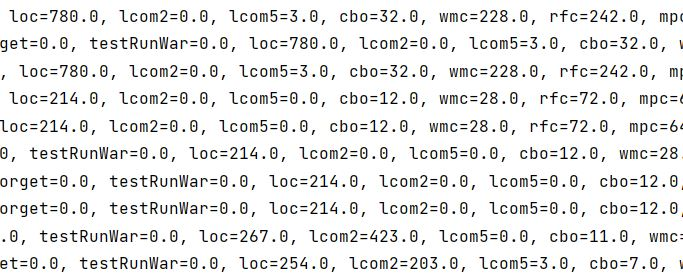 loc=780.0, lcom2=0.0, lcom5=3.0, cbo=32.0, wmc=228.0, rfc=242.0, mpc
get=0.0, testRunWar=0.0, loc=780.0, lcom2=0.0, lcom5=3.0, cbo=32.0, w
, loc=780.0, lcom2=0.0, lcom5=3.0, cbo=32.0, wmc=228.0, rfc=242.0, mp
loc=214.0, lcom2=0.0, lcom5=0.0, cbo=12.0, wmc=28.0, rfc=72.0, mpc=6
loc=214.0, lcom2=0.0, lcom5=0.0, cbo=12.0, wmc=28.0, rfc=72.0, mpc=64
0, testRunWar=0.0, loc=214.0, lcom2=0.0, lcom5=0.0, cbo=12.0, wmc=28.
orget=0.0, testRunWar=0.0, loc=214.0, lcom2=0.0, lcom5=0.0, cbo=12.0,
orget=0.0, testRunWar=0.0, loc=214.0, lcom2=0.0, lcom5=0.0, cbo=12.0,
.0, testRunWar=0.0, loc=267.0, lcom2=423.0, lcom5=0.0, cbo=11.0, wmc=
et=0.0, testRunWar=0.0, loc=254.0, lcom2=203.0, lcom5=3.0, cbo=7.0, w